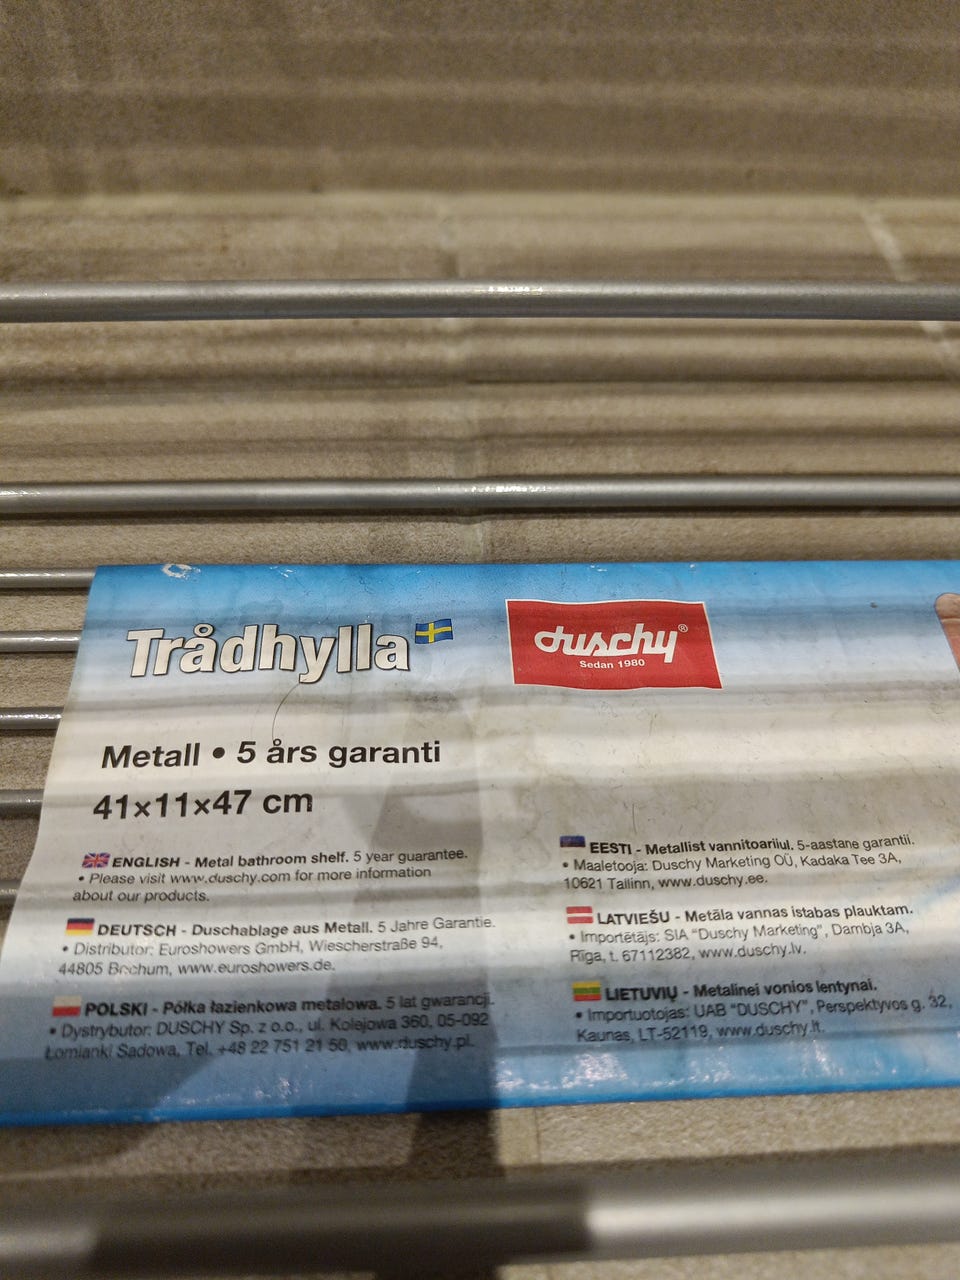 Trådhylla
duschy®
Sedan 1980
Metall • 5 års garanti
41×11×47 cm
ENGLISH - Metal bathroom shelf. 5 year guarantee.
• Please visit www.duschy.com for more information
about our products.
DEUTSCH - Duschablage aus Metall. 5 Jahre Garantie.
• Distributor: Euroshowers GmbH, Wiescherstraße 94,
44805 Bochum, www.euroshowers.de.
POLSKI - Półka łazienkowa metalowa. 5 lat gwarancji.
• Dystrybutor: DUSCHY Sp. z o.o., ul. Kolejowa 360, 05-092
Łomianki Sadowa, Tel. +48 22 751 21 50, www.duschy.pl.
EESTI - Metallist vannitoariiul. 5-aastane garantii.
• Maaletooja: Duschy Marketing OÜ, Kadaka Tee 3A,
10621 Tallinn, www.duschy.ee.
LATVIEŠU - Metāla vannas istabas plauktam.
• Importētājs: SIA "Duschy Marketing", Dambja 3A,
Rīga, t. 67112382, www.duschy.lv.
LIETUVIŲ - Metalinei vonios lentynai.
• Importuotojas: UAB "DUSCHY", Perspektyvos g. 32,
Kaunas, LT-52119, www.duschy.lt.